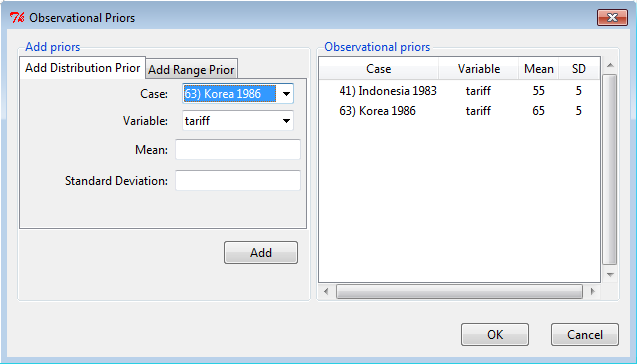 Observational Priors
Add priors
Add Distribution Prior Add Range Prior
Case: 63) Korea 1986
Variable: tariff
Mean:
Standard Deviation:
Add
Observational priors
Case Variable Mean SD
41) Indonesia 1983 tariff 55 5
63) Korea 1986 tariff 65 5
OK Cancel